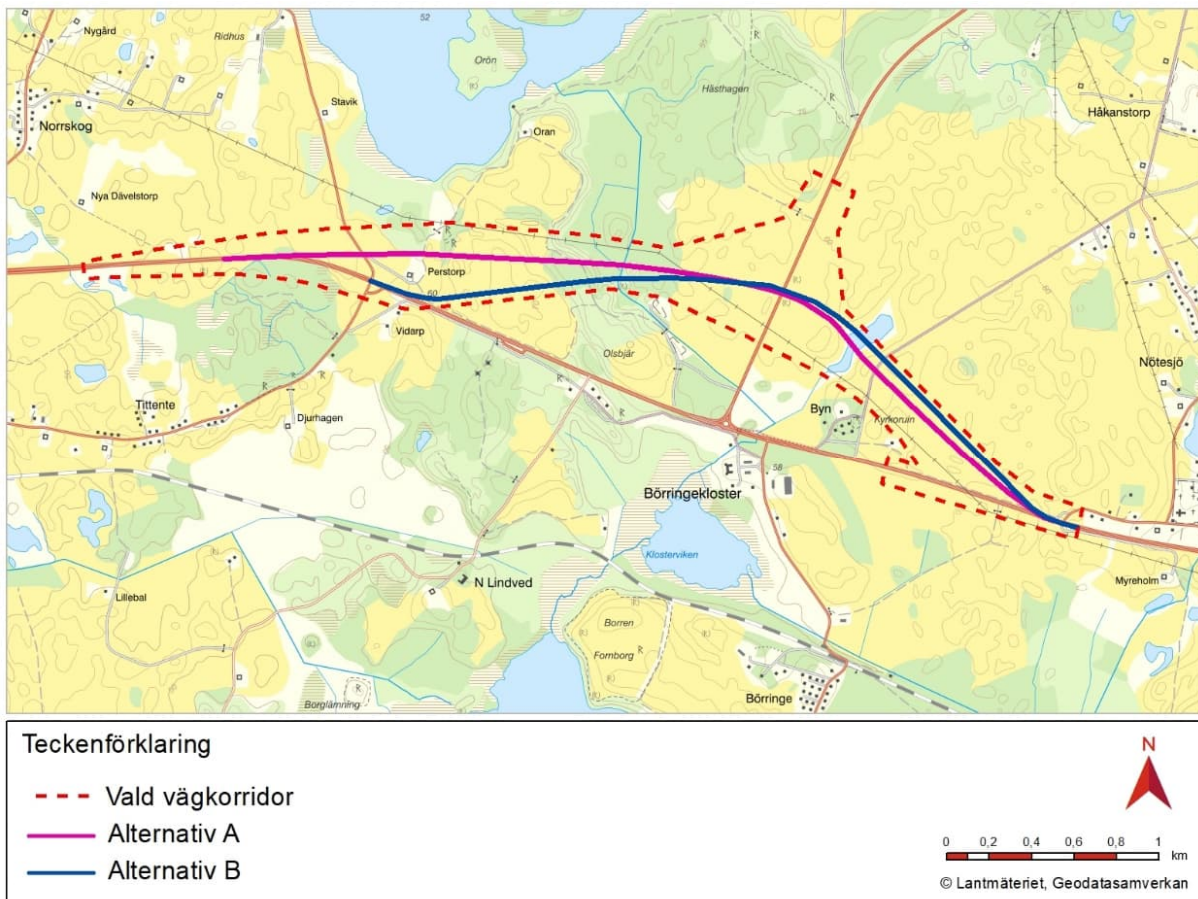 Nygård
Ridhus
52
Orön
Hästhagen
Håkanstorp
Stavik
Norrskog
Oran
Nya Dävelstorp
Perstorp
60
Vidarp
Olsbjär
Nötesjö
Tittente
Djurhagen
Byn
Kyrkoruin
58
Börringekloster
Klosterviken
Myreholm
N Lindved
Lillebal
Borren
Fornborg
Börringe
Borglämning
Teckenförklaring
Vald vägkorridor
Alternativ A
Alternativ B
N
0 0,2 0,4 0,6 0,8 1
km
© Lantmäteriet, Geodatasamverkan